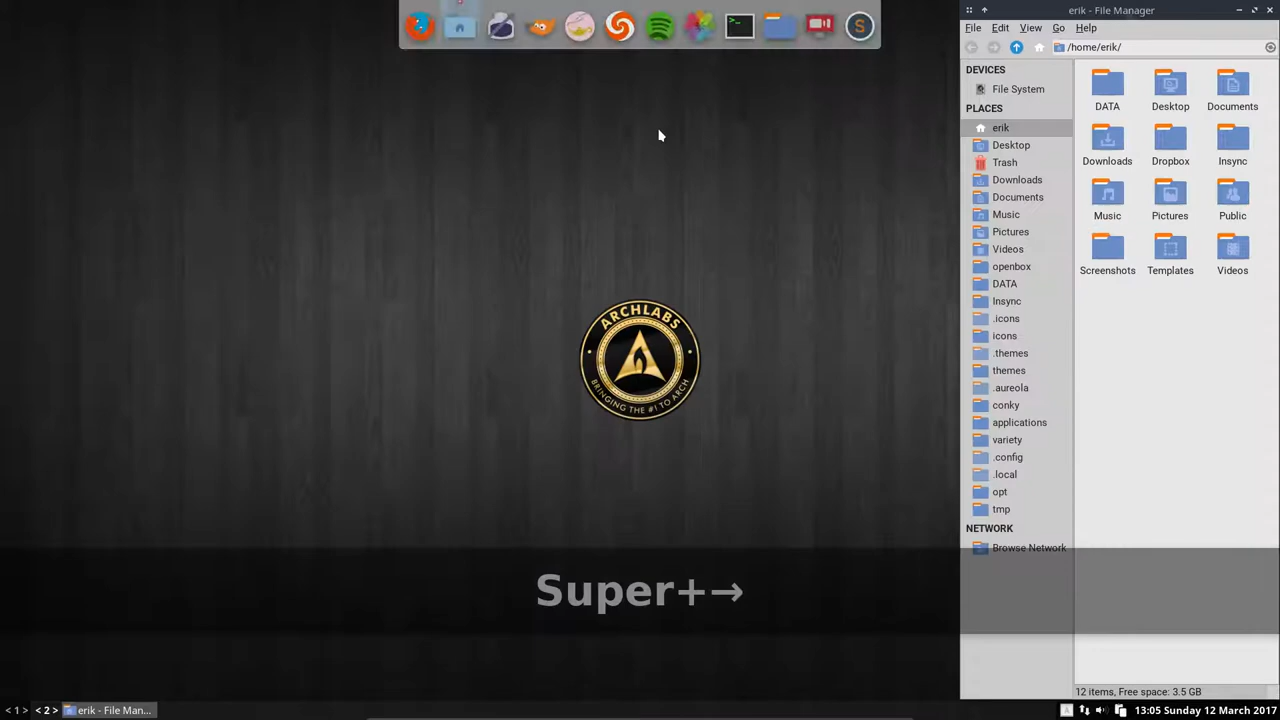 erik - File Manager
File Edit View Go Help
/home/erik/
DEVICES
File System
PLACES
erik
Desktop
Trash
Downloads
Documents
Music
Pictures
Videos
openbox
DATA
Insync
.icons
icons
.themes
themes
.aureola
conky
applications
variety
.config
.local
opt
tmp
NETWORK
Browse Network
DATA Desktop Documents
Downloads Dropbox Insync
Music Pictures Public
Screenshots Templates Videos
12 items, Free space: 3.5 GB
ARCHLABS
BRINGING THE #1 TO ARCH
Super+→
< 1 > < 2 > erik - File Man...
13:05 Sunday 12 March 2017